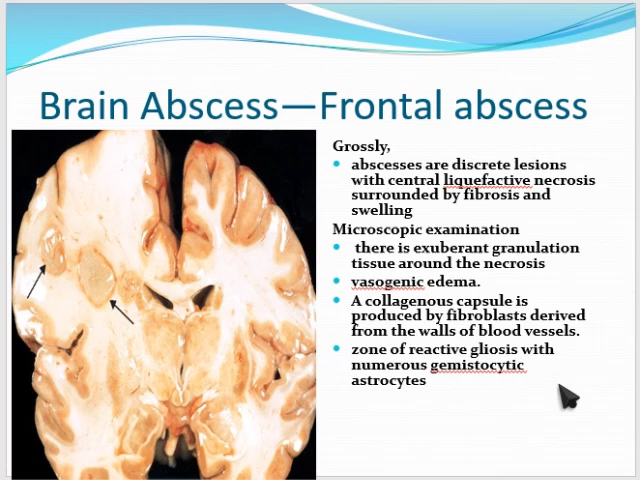 Brain Abscess—Frontal abscess
Grossly,
abscesses are discrete lesions
with central liquefactive necrosis
surrounded by fibrosis and
swelling
Microscopic examination
there is exuberant granulation
tissue around the necrosis
vasogenic edema.
A collagenous capsule is
produced by fibroblasts derived
from the walls of blood vessels.
zone of reactive gliosis with
numerous gemistocytic
astrocytes